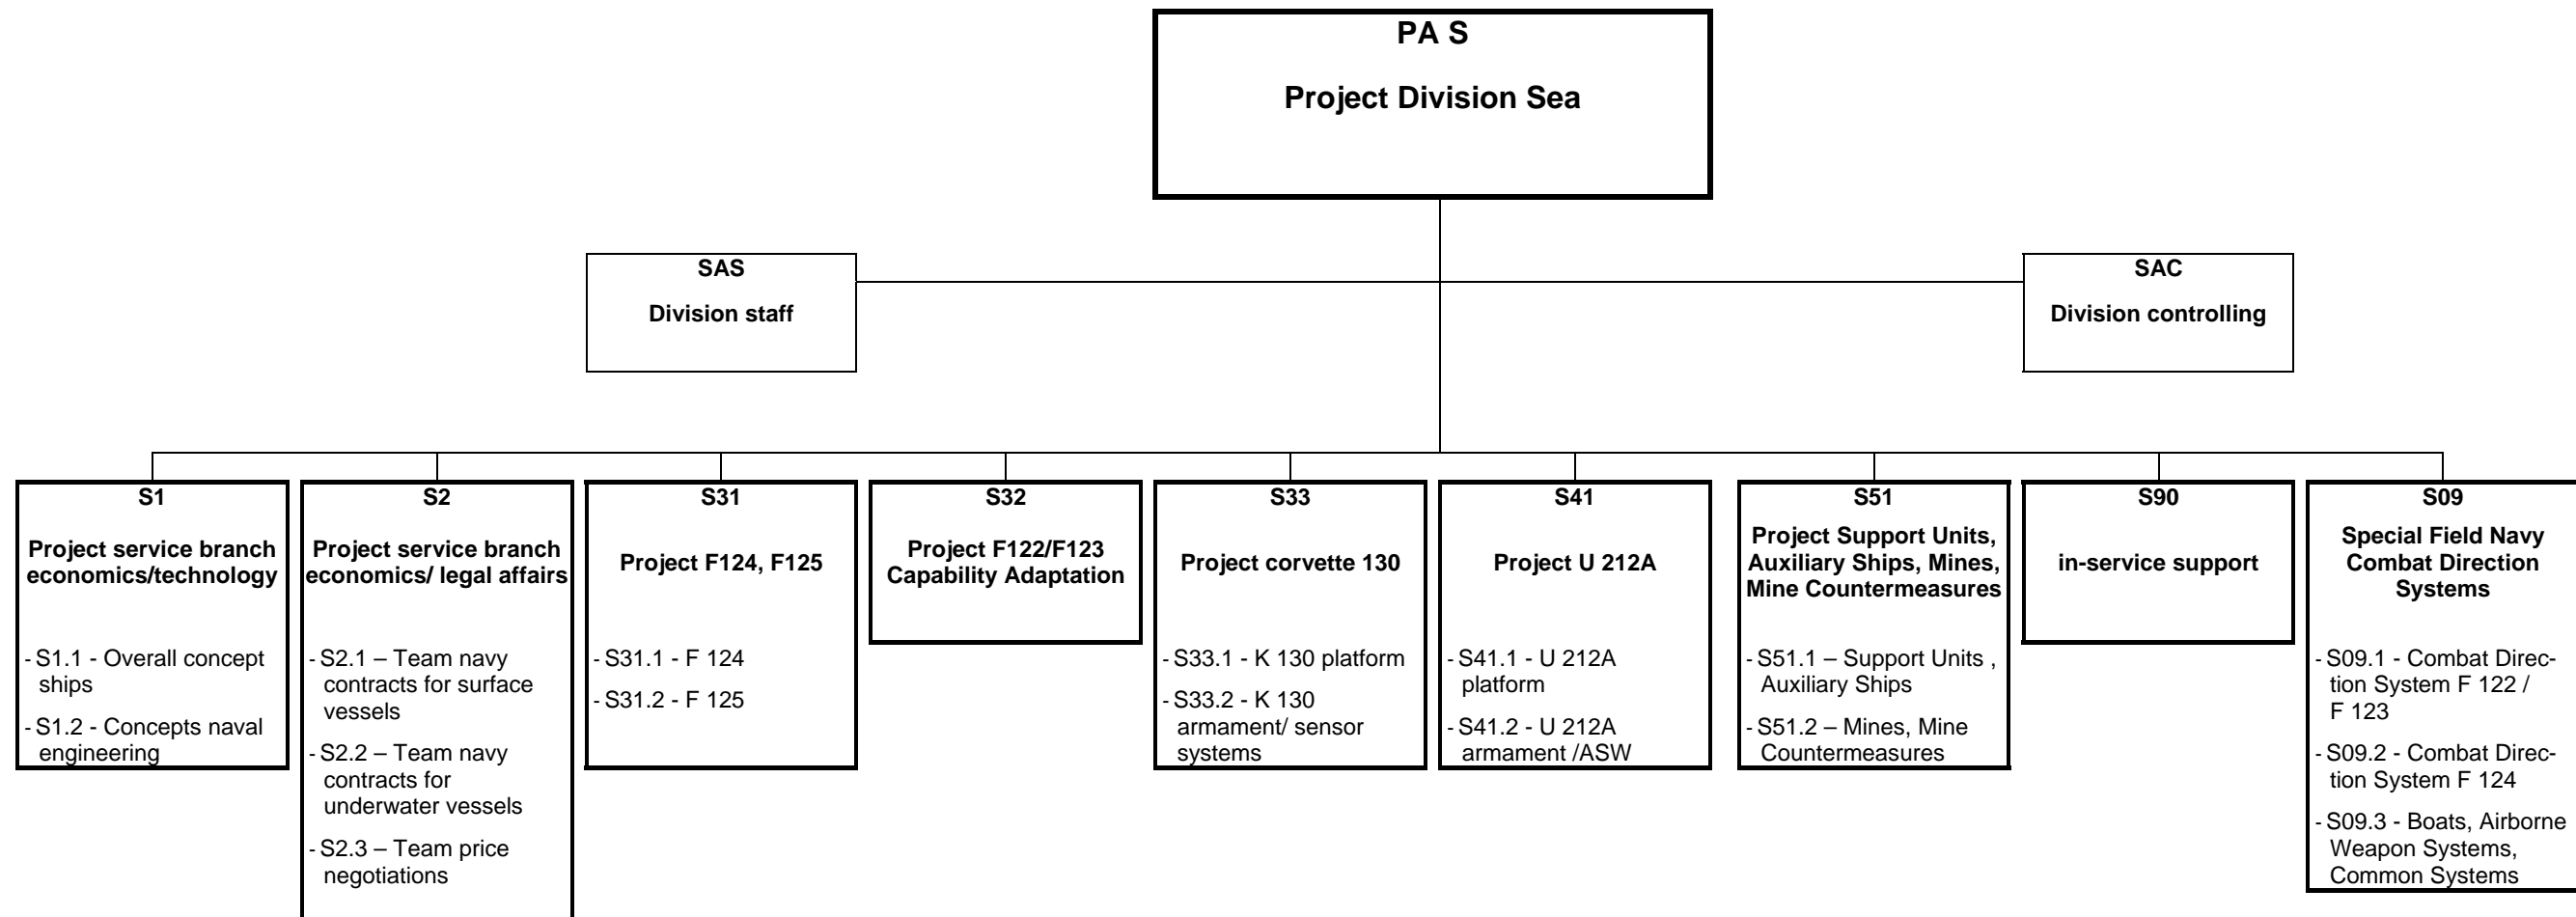 PA S
Project Division Sea
SAS
Division staff
SAC
Division controlling
S1
Project service branch
economics/technology
- S1.1 - Overall concept
ships
- S1.2 - Concepts naval
engineering
S2
Project service branch
economics/ legal affairs
- S2.1 – Team navy
contracts for surface
vessels
- S2.2 – Team navy
contracts for
underwater vessels
- S2.3 – Team price
negotiations
S31
Project F124, F125
- S31.1 - F 124
- S31.2 - F 125
S32
Project F122/F123
Capability Adaptation
S33
Project corvette 130
- S33.1 - K 130 platform
- S33.2 - K 130
armament/ sensor
systems
S41
Project U 212A
- S41.1 - U 212A
platform
- S41.2 - U 212A
armament /ASW
S51
Project Support Units,
Auxiliary Ships, Mines,
Mine Countermeasures
- S51.1 – Support Units ,
Auxiliary Ships
- S51.2 – Mines, Mine
Countermeasures
S90
in-service support
S09
Special Field Navy
Combat Direction
Systems
- S09.1 - Combat Direc-
tion System F 122 /
F 123
- S09.2 - Combat Direc-
tion System F 124
- S09.3 - Boats, Airborne
Weapon Systems,
Common Systems